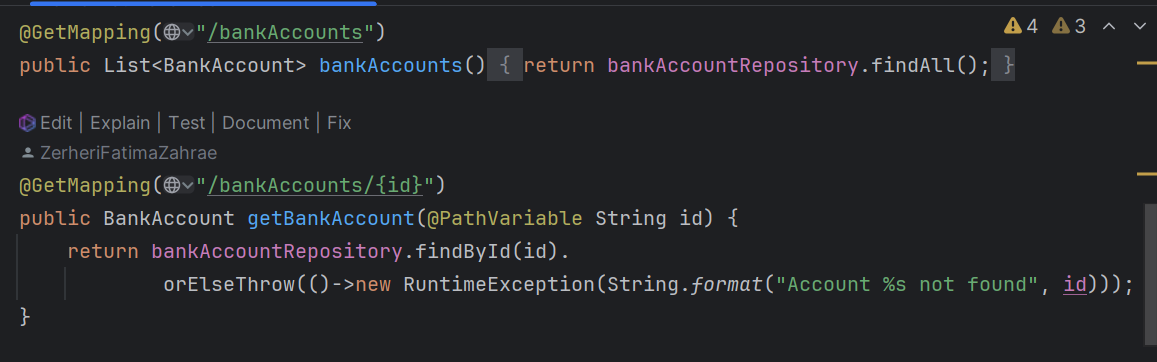 @GetMapping("/bankAccounts")
4 3
public List<BankAccount> bankAccounts() { return bankAccountRepository.findAll(); }
Edit | Explain | Test | Document | Fix
ZerheriFatimaZahrae
@GetMapping("/bankAccounts/{id}")
public BankAccount getBankAccount(@PathVariable String id) {
return bankAccountRepository.findById(id).
orElseThrow(()->new RuntimeException(String.format("Account %s not found", id)));
}